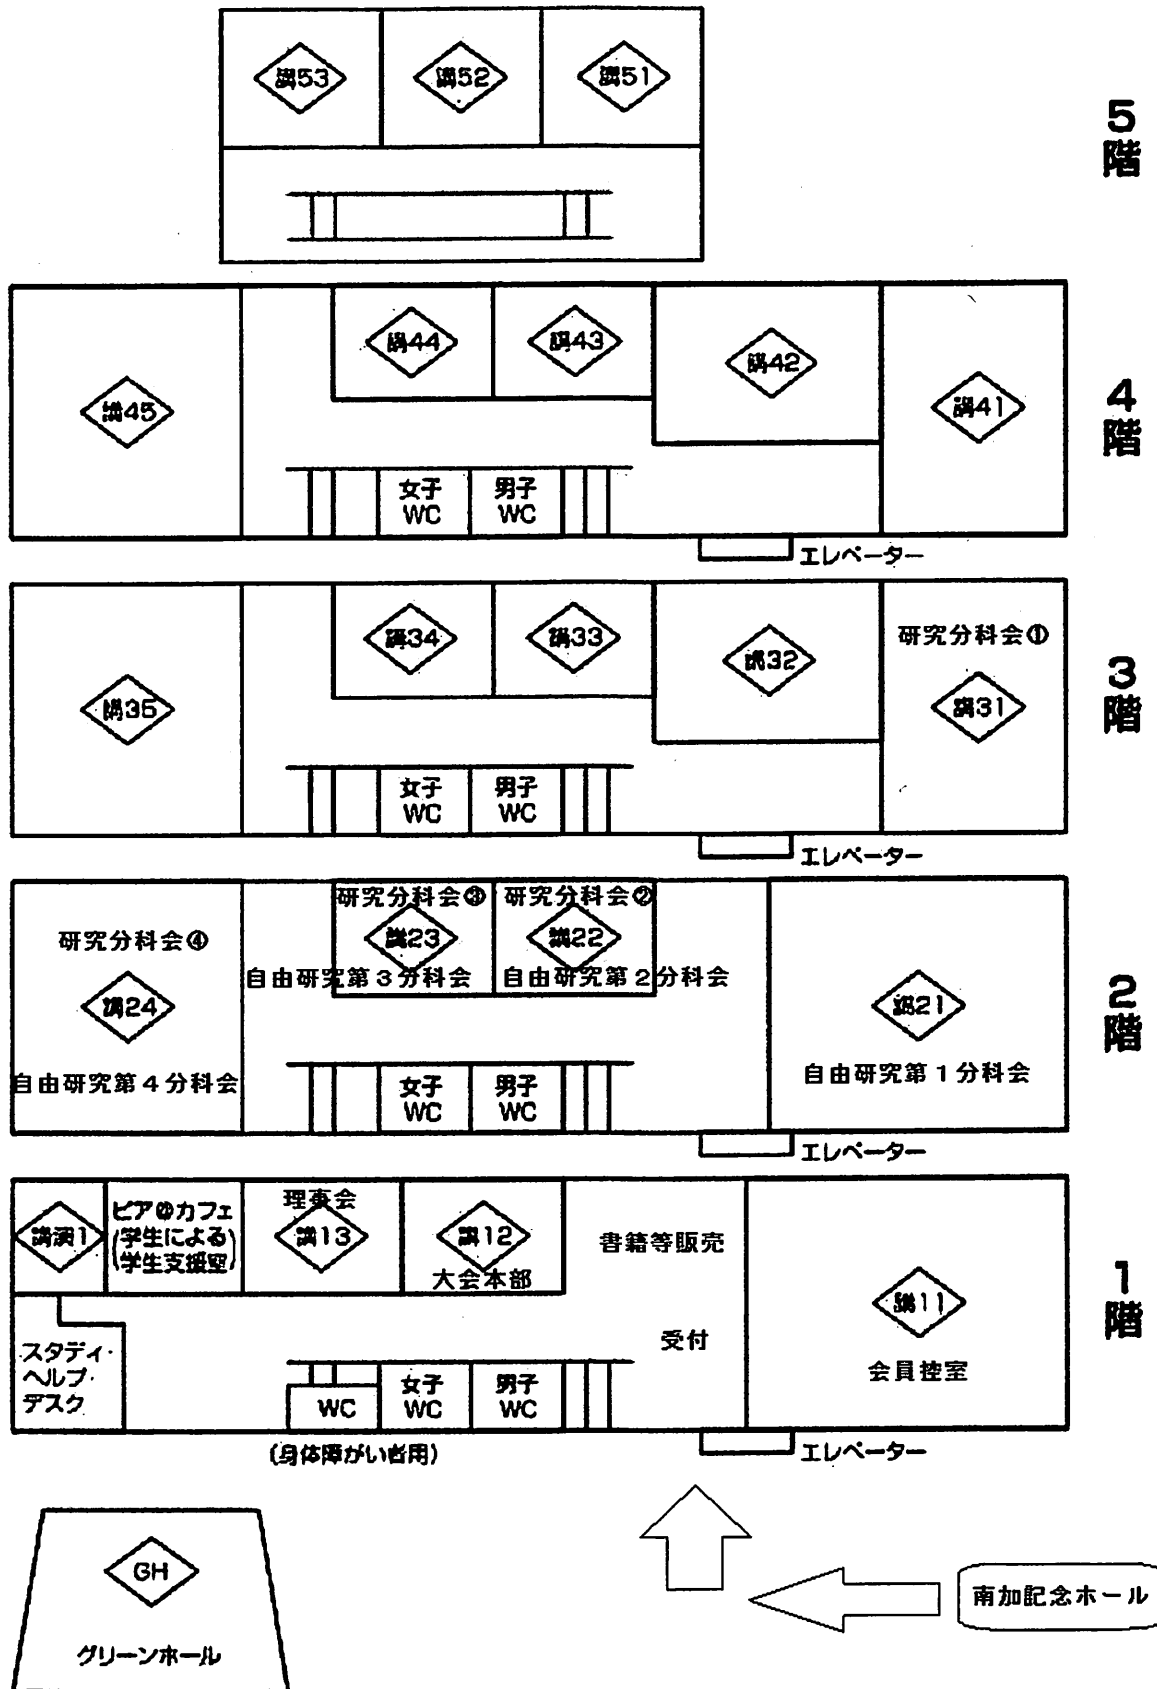 講53
講52
講51
5階
講44
講43
講42
講45
講41
4階
女子
WC
男子
WC
エレベーター
講34
講33
講32
研究分科会①
講35
講31
3階
女子
WC
男子
WC
エレベーター
研究分科会③
研究分科会②
講23
講22
研究分科会④
自由研究第3分科会
自由研究第2分科会
講24
講21
2階
自由研究第4分科会
自由研究第1分科会
女子
WC
男子
WC
エレベーター
講演1
ピアめカフェ
(学生による
学生支援室)
理事会
講13
講12
大会本部
書籍等販売
講11
1階
受付
会員控室
スタディ・
ヘルプ・
デスク
WC
女子
WC
男子
WC
(身体障がい者用)
エレベーター
GH
グリーンホール
南加記念ホール